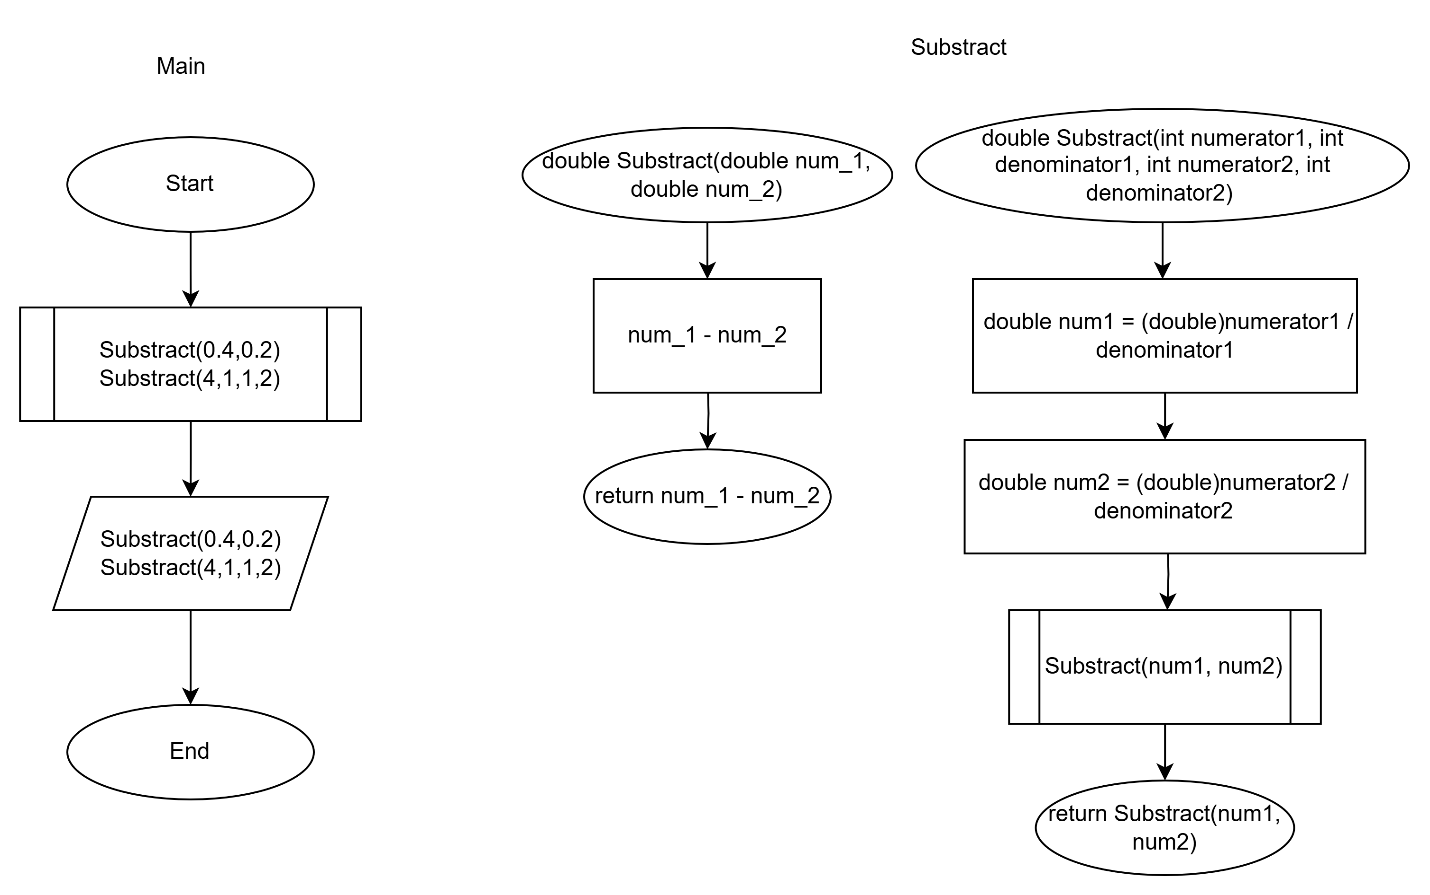 Main
Start
Substract(0.4,0.2)
Substract(4,1,1,2)
Substract(0.4,0.2)
Substract(4,1,1,2)
End
Substract
double Substract(double num_1,
double num_2)
num_1 - num_2
return num_1 - num_2
double Substract(int numerator1, int
denominator1, int numerator2, int
denominator2)
double num1 = (double)numerator1 /
denominator1
double num2 = (double)numerator2 /
denominator2
Substract(num1, num2)
return Substract(num1,
num2)